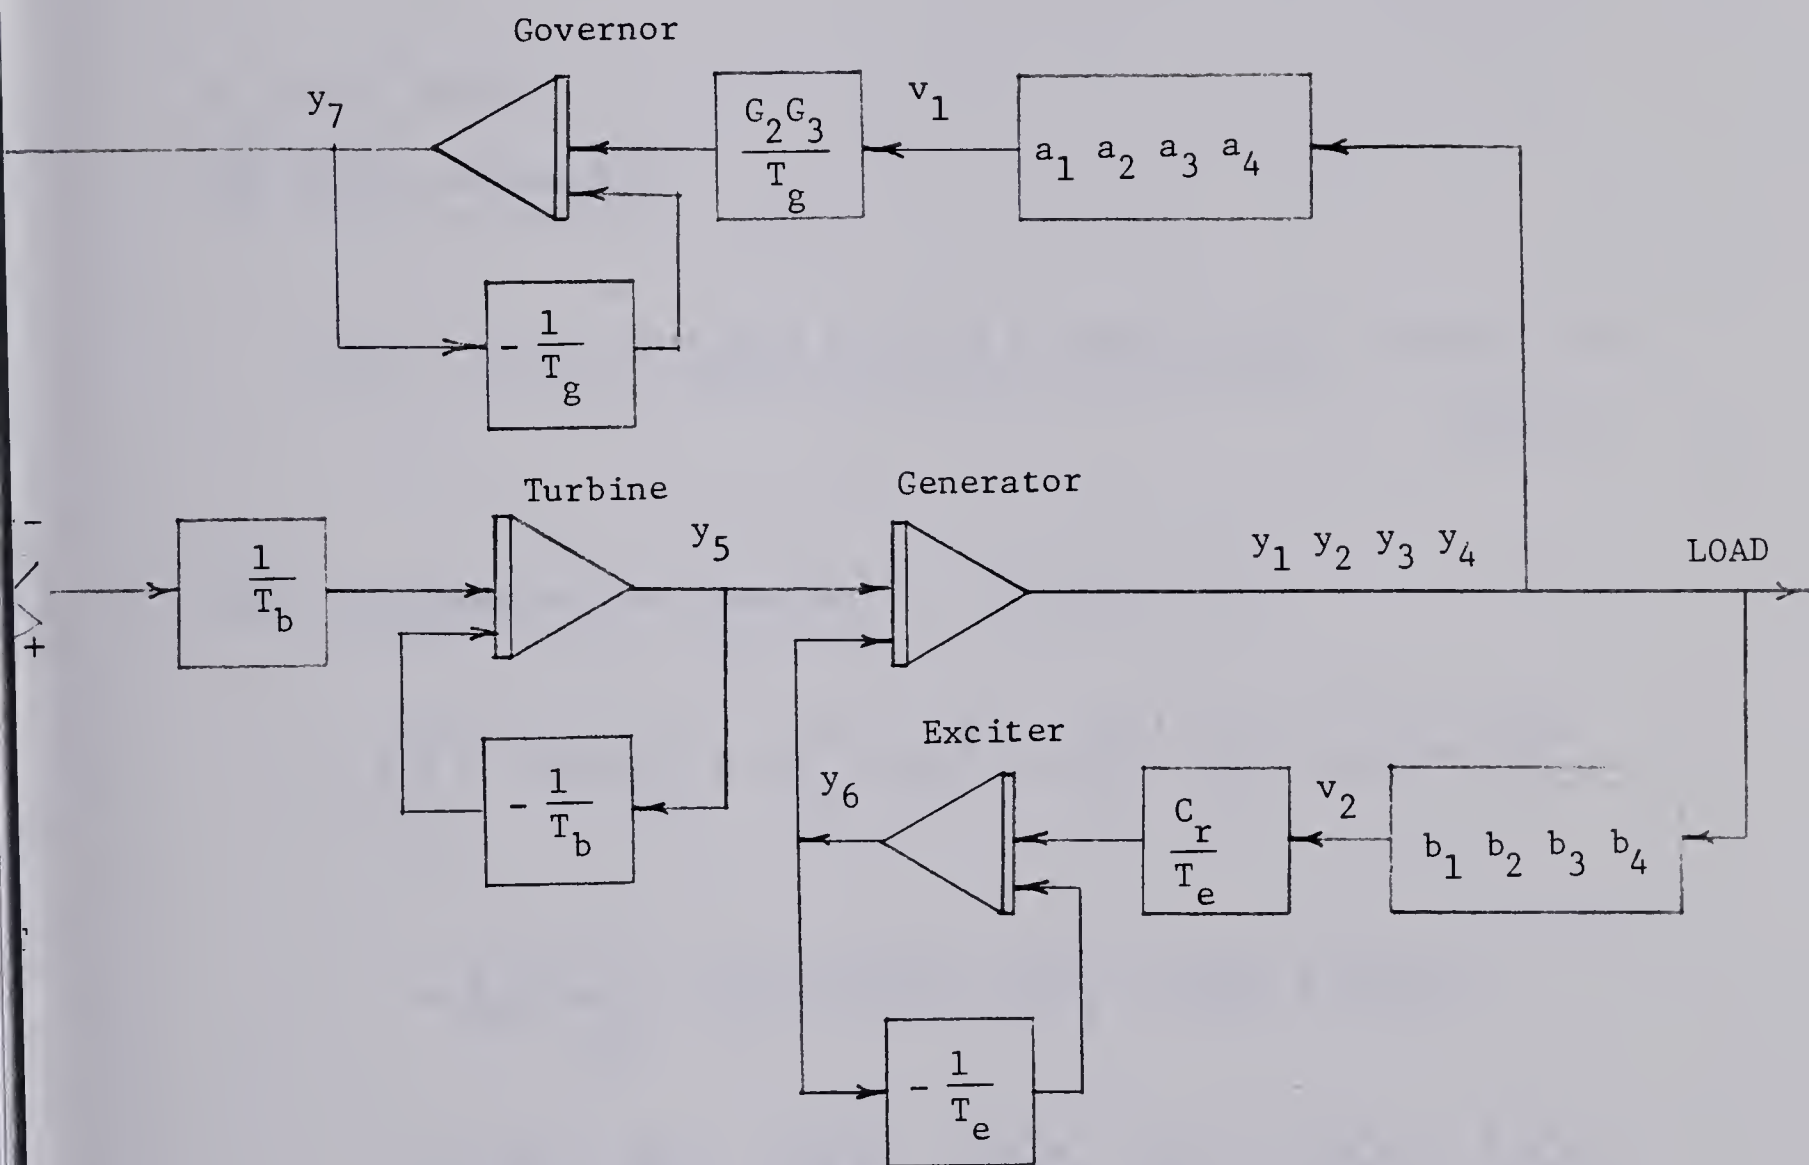 Governor
y7
G2G3
Tg
v1
a1 a2 a3 a4
- 1
Tg
Turbine
Generator
-
+
1
Tb
y5
y1 y2 y3 y4
LOAD
- 1
Tb
Exciter
y6
Cr
Te
v2
b1 b2 b3 b4
- 1
Te